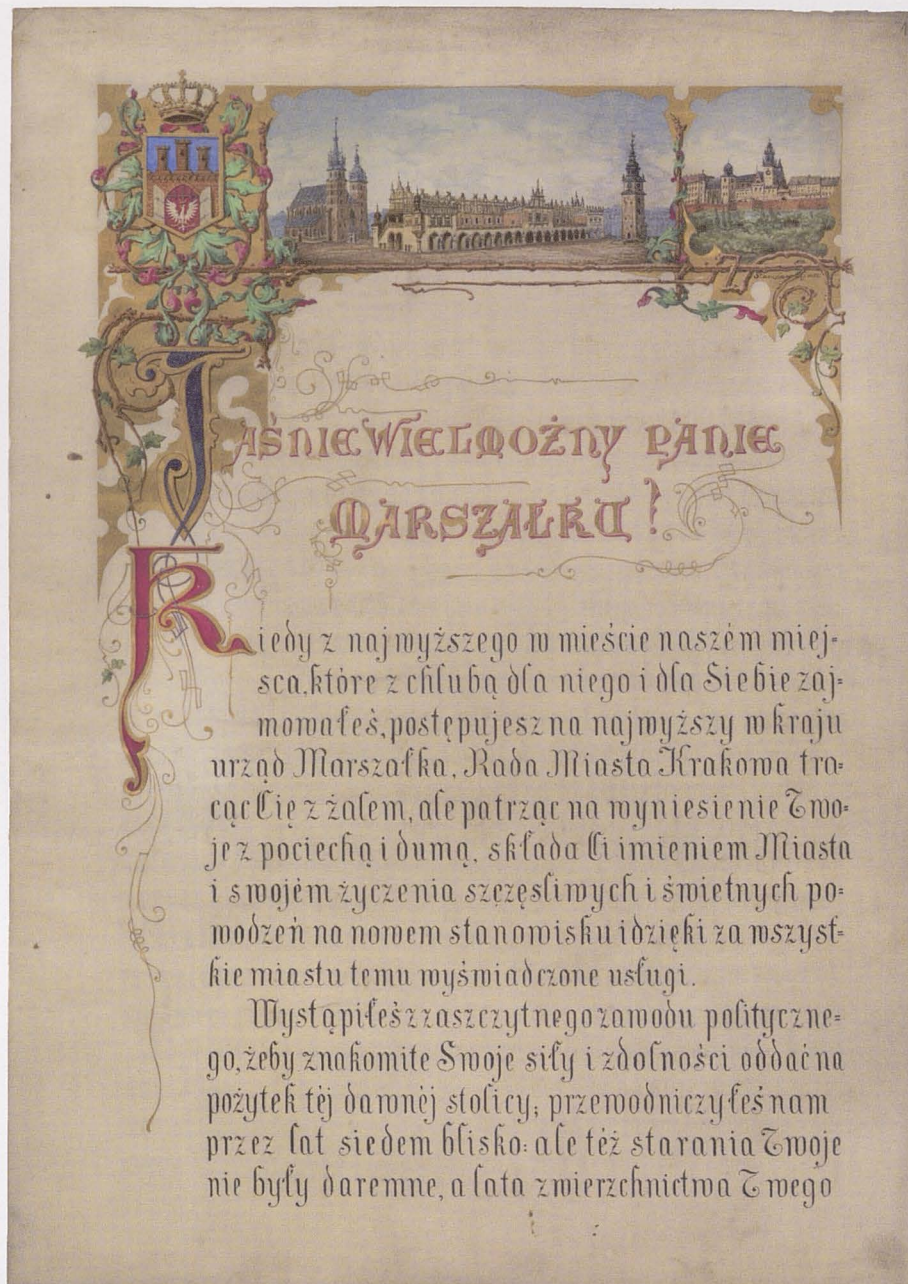 JAŚNIE WIELMOŻNY PANIE
MARSZAŁKU!
Kiedy z najwyższego w mieście naszém miej-
sca, które z chlubą dla niego i dla Siebie zaj-
mowałeś, postępujesz na najwyższy w kraju
urząd Marszałka, Rada Miasta Krakowa tra-
cąc Cię z żalem, ale patrząc na wyniesienie Two-
je z pociechą i dumą, składa Ci imieniem Miasta
i swojém życzenia szczęsliwych i świetnych po-
wodzeń na nowem stanowisku i dzięki za wszyst-
kie miastu temu wyświadczone usługi.
Wystąpiłeś z zaszczytnego zawodu polityczne-
go, żeby znakomite Swoje siły i zdolności oddać na
pożytek téj dawnéj stolicy; przewodniczyłeś nam
przez lat siedem blisko: ale téż starania Twoje
nie były daremne, a lata zwierzchnictwa Twego